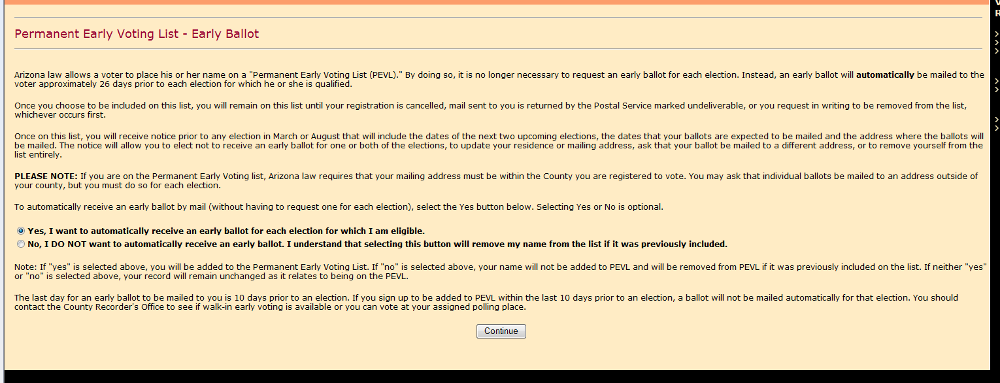 Permanent Early Voting List - Early Ballot
Arizona law allows a voter to place his or her name on a "Permanent Early Voting List (PEVL)." By doing so, it is no longer necessary to request an early ballot for each election. Instead, an early ballot will automatically be mailed to the
voter approximately 26 days prior to each election for which he or she is qualified.
Once you choose to be included on this list, you will remain on this list until your registration is cancelled, mail sent to you is returned by the Postal Service marked undeliverable, or you request in writing to be removed from the list,
whichever occurs first.
Once on this list, you will receive notice prior to any election in March or August that will include the dates of the next two upcoming elections, the dates that your ballots are expected to be mailed and the address where the ballots will
be mailed. The notice will allow you to elect not to receive an early ballot for one or both of the elections, to update your residence or mailing address, ask that your ballot be mailed to a different address, or to remove yourself from the
list entirely.
PLEASE NOTE: If you are on the Permanent Early Voting list, Arizona law requires that your mailing address must be within the County you are registered to vote. You may ask that individual ballots be mailed to an address outside of
your county, but you must do so for each election.
To automatically receive an early ballot by mail (without having to request one for each election), select the Yes button below. Selecting Yes or No is optional.
Yes, I want to automatically receive an early ballot for each election for which I am eligible.
No, I DO NOT want to automatically receive an early ballot. I understand that selecting this button will remove my name from the list if it was previously included.
Note: If "yes" is selected above, you will be added to the Permanent Early Voting List. If "no" is selected above, your name will not be added to PEVL and will be removed from PEVL if it was previously included on the list. If neither "yes"
or "no" is selected above, your record will remain unchanged as it relates to being on the PEVL.
The last day for an early ballot to be mailed to you is 10 days prior to an election. If you sign up to be added to PEVL within the last 10 days prior to an election, a ballot will not be mailed automatically for that election. You should
contact the County Recorder's Office to see if walk-in early voting is available or you can vote at your assigned polling place.
Continue